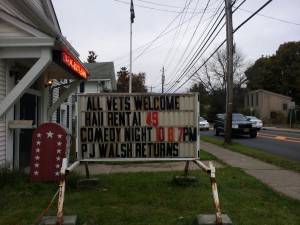 ALL VETS WELCOME
HALL RENTAL 49
COMEDY NIGHT 10 8 7PM
PJ WALSH RETURNS